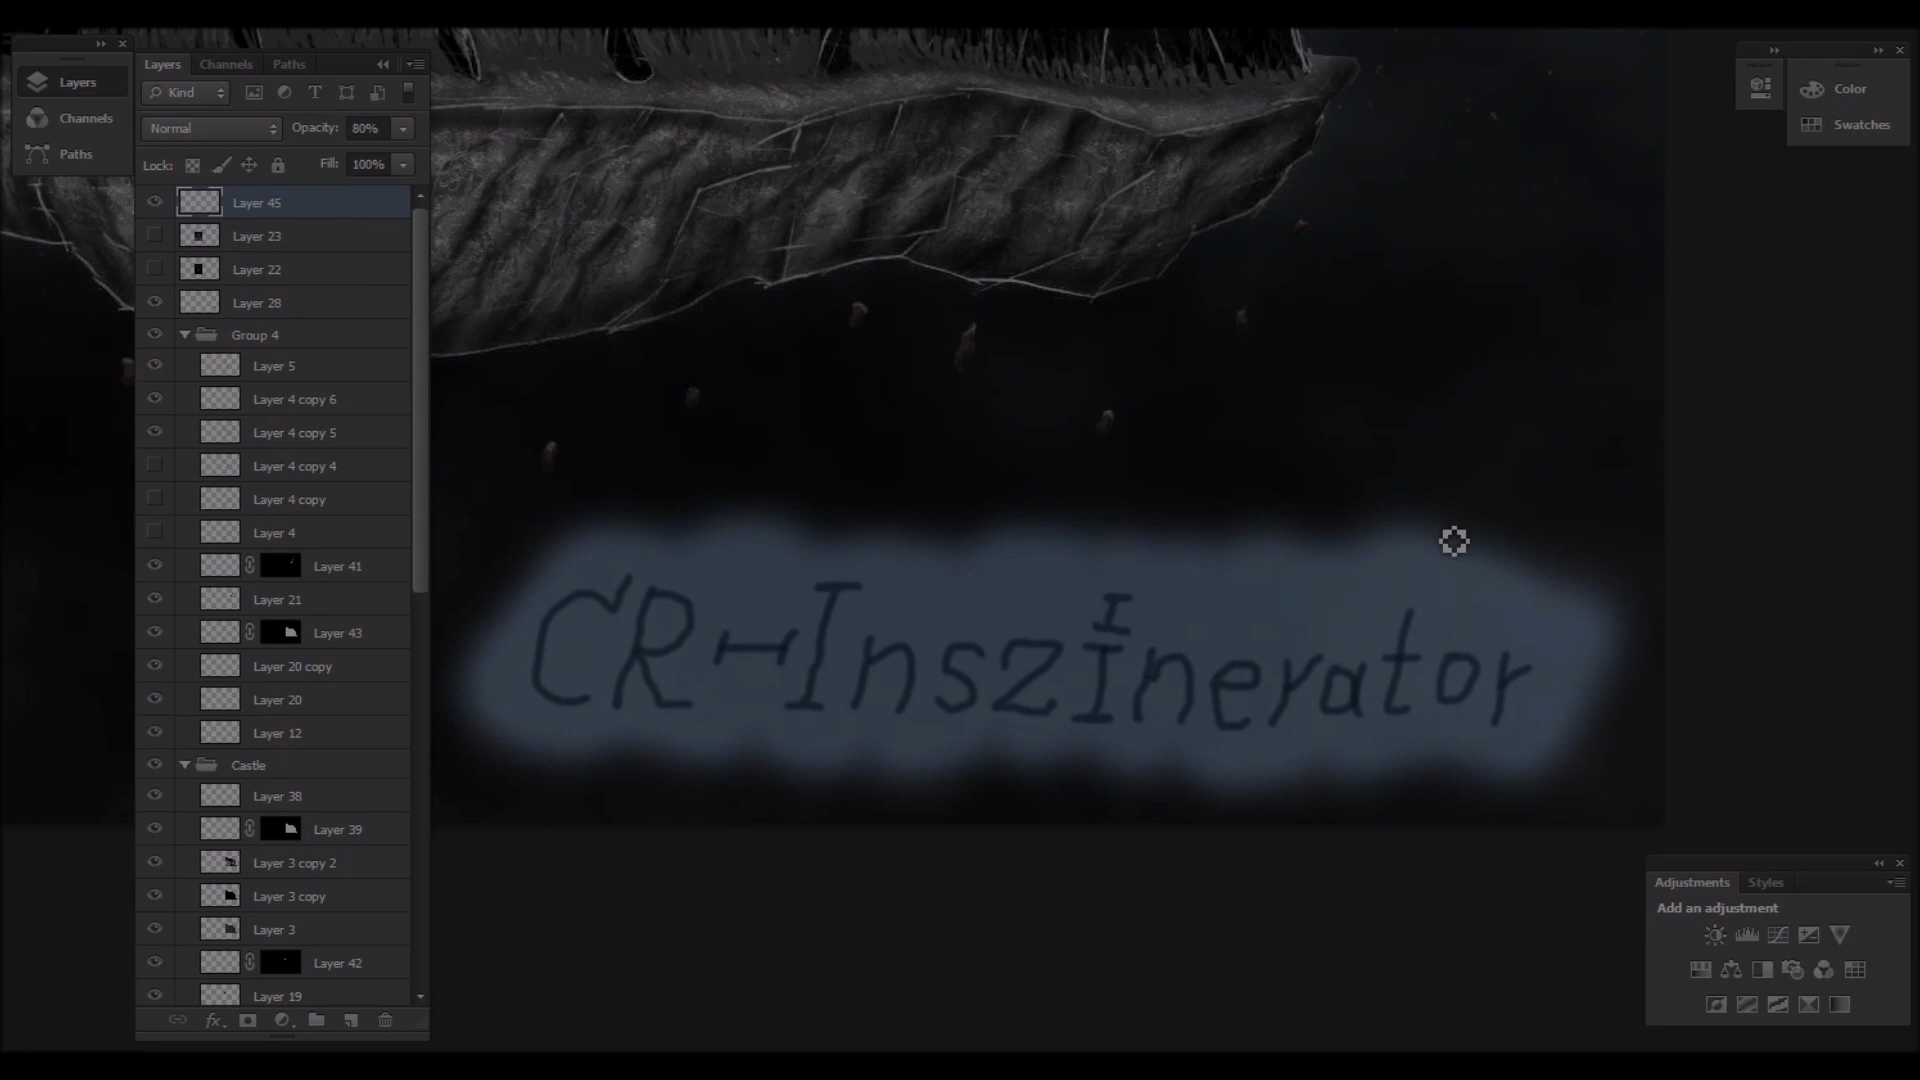 Layers
Channels
Paths
Layers Channels Paths
Kind
Normal Opacity: 80%
Lock: Fill: 100%
Layer 45
Layer 23
Layer 22
Layer 28
Group 4
Layer 5
Layer 4 copy 6
Layer 4 copy 5
Layer 4 copy 4
Layer 4 copy
Layer 4
Layer 41
Layer 21
Layer 43
Layer 20 copy
Layer 20
Layer 12
Castle
Layer 38
Layer 39
Layer 3 copy 2
Layer 3 copy
Layer 3
Layer 42
Layer 19
fx
CR-InszInerator
Color
Swatches
Adjustments Styles
Add an adjustment